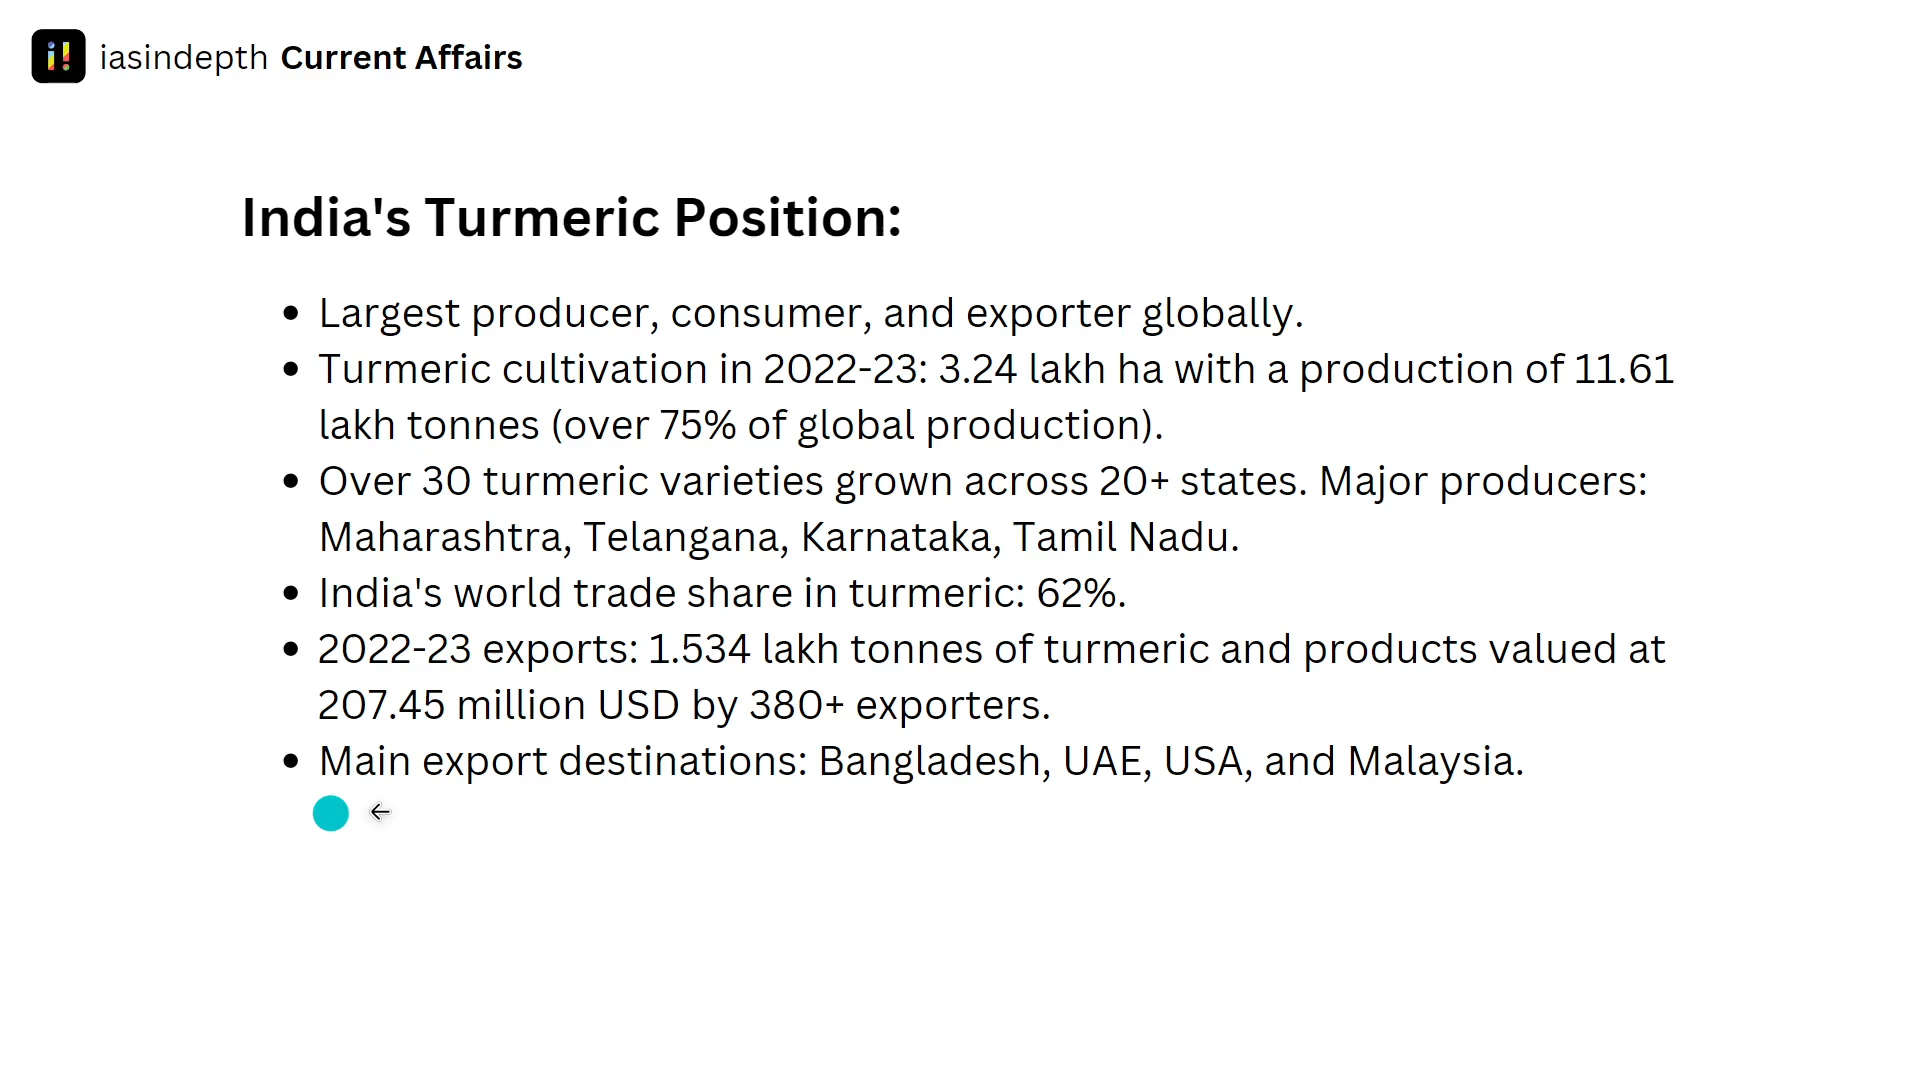 iasindepth Current Affairs
India's Turmeric Position:
• Largest producer, consumer, and exporter globally.
• Turmeric cultivation in 2022-23: 3.24 lakh ha with a production of 11.61
lakh tonnes (over 75% of global production).
• Over 30 turmeric varieties grown across 20+ states. Major producers:
Maharashtra, Telangana, Karnataka, Tamil Nadu.
• India's world trade share in turmeric: 62%.
• 2022-23 exports: 1.534 lakh tonnes of turmeric and products valued at
207.45 million USD by 380+ exporters.
• Main export destinations: Bangladesh, UAE, USA, and Malaysia.